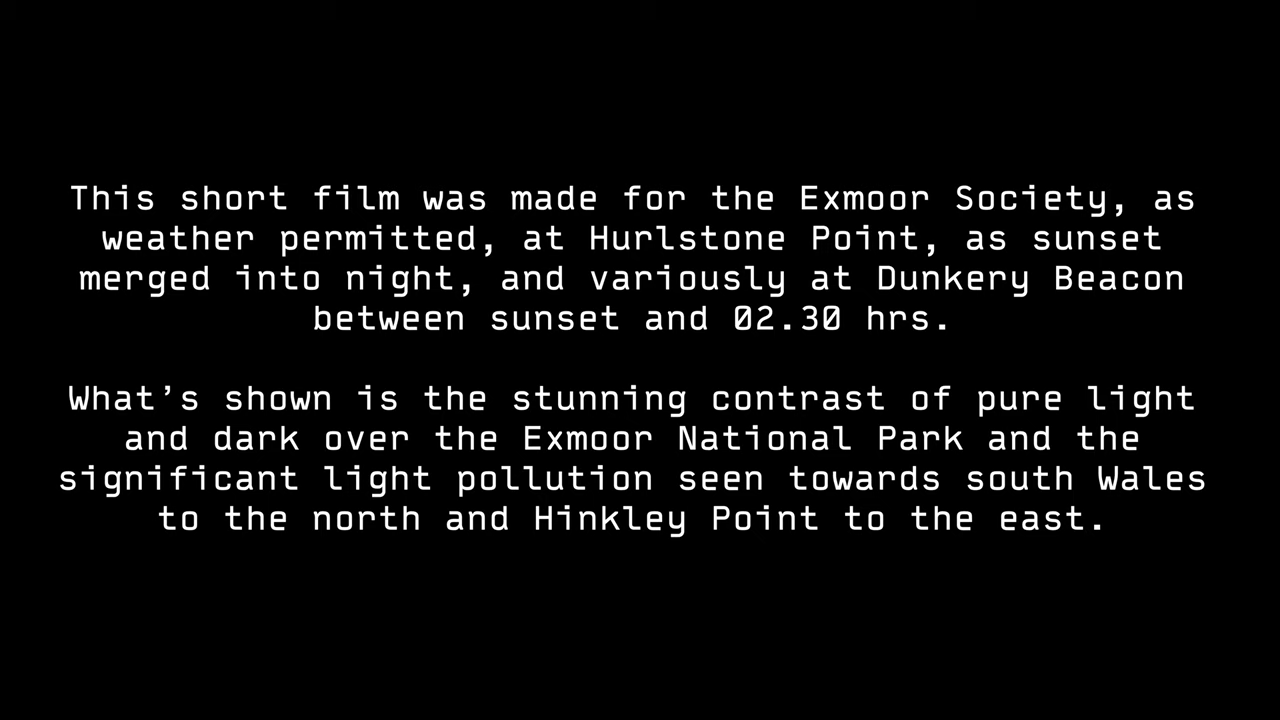 This short film was made for the Exmoor Society, as
weather permitted, at Hurlstone Point, as sunset
merged into night, and variously at Dunkery Beacon
between sunset and 02.30 hrs.
What’s shown is the stunning contrast of pure light
and dark over the Exmoor National Park and the
significant light pollution seen towards south Wales
to the north and Hinkley Point to the east.